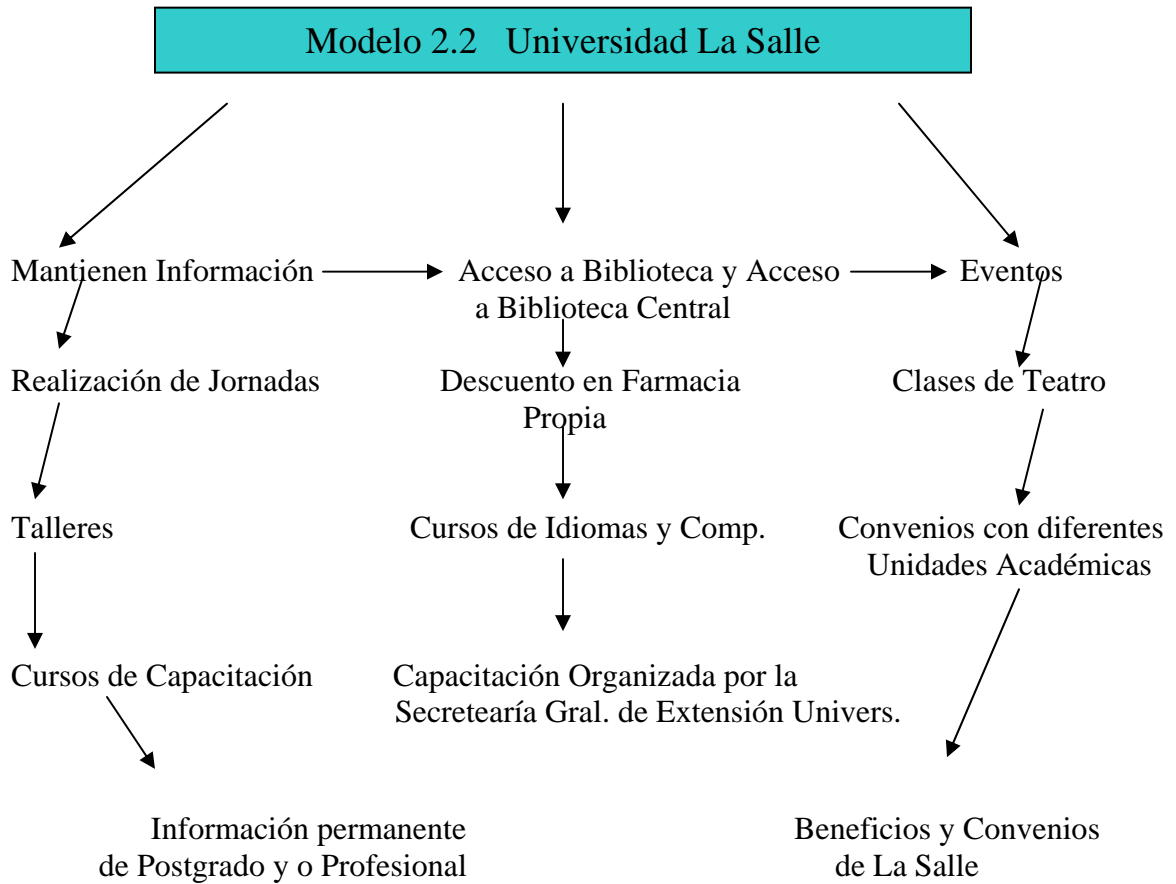 Modelo 2.2 Universidad La Salle
Mantienen Información
Acceso a Biblioteca y Acceso
a Biblioteca Central
Eventos
Realización de Jornadas
Descuento en Farmacia
Propia
Clases de Teatro
Talleres
Cursos de Idiomas y Comp.
Convenios con diferentes
Unidades Académicas
Cursos de Capacitación
Capacitación Organizada por la
Secretearía Gral. de Extensión Univers.
Información permanente
de Postgrado y o Profesional
Beneficios y Convenios
de La Salle